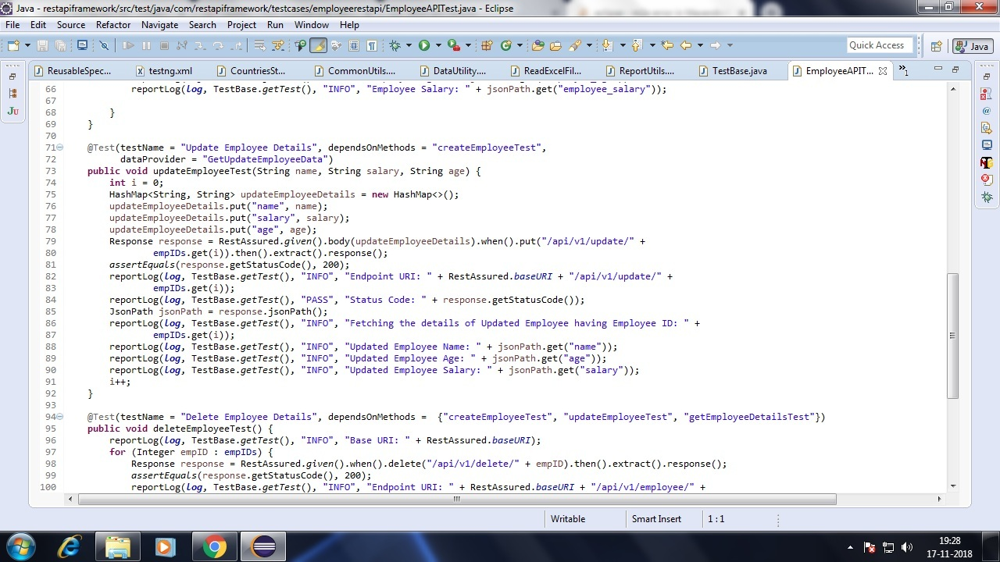 Java - restapiframework/src/test/java/com/restapiframework/testcases/employeerestapi/EmployeeAPITest.java - Eclipse
File Edit Source Refactor Navigate Search Project Run Window Help
Quick Access Java
ReusableSpec... testng.xml CountriesSt... CommonUtils.... DataUtility.... ReadExcelFil... ReportUtils.... TestBase.java EmployeeAPIT... »1
66 reportLog(log, TestBase.getTest(), "INFO", "Employee Salary: " + jsonPath.get("employee_salary"));
67
68 }
69 }
70
71 @Test(testName = "Update Employee Details", dependsOnMethods = "createEmployeeTest",
72 dataProvider = "GetUpdateEmployeeData")
73 public void updateEmployeeTest(String name, String salary, String age) {
74 int i = 0;
75 HashMap<String, String> updateEmployeeDetails = new HashMap<>();
76 updateEmployeeDetails.put("name", name);
77 updateEmployeeDetails.put("salary", salary);
78 updateEmployeeDetails.put("age", age);
79 Response response = RestAssured.given().body(updateEmployeeDetails).when().put("/api/v1/update/" +
80 empIDs.get(i)).then().extract().response();
81 assertEquals(response.getStatusCode(), 200);
82 reportLog(log, TestBase.getTest(), "INFO", "Endpoint URI: " + RestAssured.baseURI + "/api/v1/update/" +
83 empIDs.get(i));
84 reportLog(log, TestBase.getTest(), "PASS", "Status Code: " + response.getStatusCode());
85 JsonPath jsonPath = response.jsonPath();
86 reportLog(log, TestBase.getTest(), "INFO", "Fetching the details of Updated Employee having Employee ID: " +
87 empIDs.get(i));
88 reportLog(log, TestBase.getTest(), "INFO", "Updated Employee Name: " + jsonPath.get("name"));
89 reportLog(log, TestBase.getTest(), "INFO", "Updated Employee Age: " + jsonPath.get("age"));
90 reportLog(log, TestBase.getTest(), "INFO", "Updated Employee Salary: " + jsonPath.get("salary"));
91 i++;
92 }
93
94 @Test(testName = "Delete Employee Details", dependsOnMethods =  {"createEmployeeTest", "updateEmployeeTest", "getEmployeeDetailsTest"})
95 public void deleteEmployeeTest() {
96 reportLog(log, TestBase.getTest(), "INFO", "Base URI: " + RestAssured.baseURI);
97 for (Integer empID : empIDs) {
98 Response response = RestAssured.given().when().delete("/api/v1/delete/" + empID).then().extract().response();
99 assertEquals(response.getStatusCode(), 200);
100 reportLog(log, TestBase.getTest(), "INFO", "Endpoint URI: " + RestAssured.baseURI + "/api/v1/employee/" +
Writable Smart Insert 1 : 1
19:28
17-11-2018